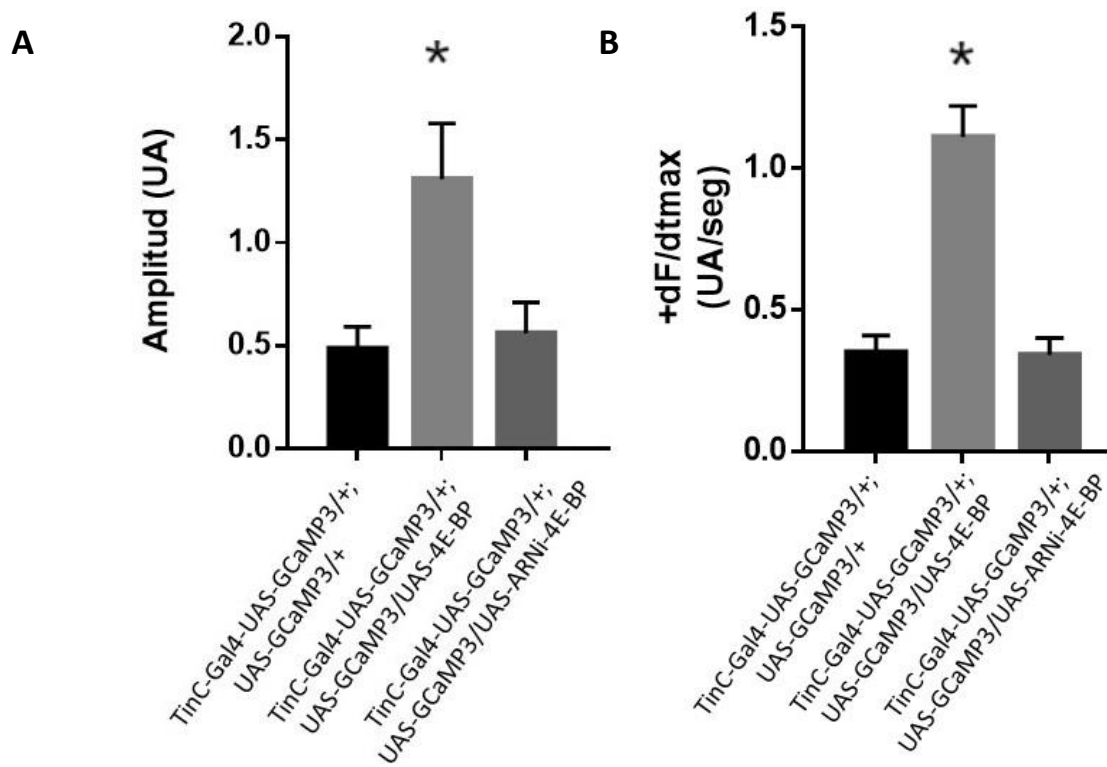 A
Amplitud (UA)
2.0
1.5
1.0
0.5
0.0
*
TinC-Gal4-UAS-GCaMP3/+;
UAS-GCaMP3/+
TinC-Gal4-UAS-GCaMP3/+;
UAS-GCaMP3/UAS-4E-BP
TinC-Gal4-UAS-GCaMP3/+;
UAS-GCaMP3/UAS-ARNi-4E-BP
B
+dF/dtmax
(UA/seg)
1.5
1.0
0.5
0.0
*
TinC-Gal4-UAS-GCaMP3/+;
UAS-GCaMP3/+
TinC-Gal4-UAS-GCaMP3/+;
UAS-GCaMP3/UAS-4E-BP
TinC-Gal4-UAS-GCaMP3/+;
UAS-GCaMP3/UAS-ARNi-4E-BP